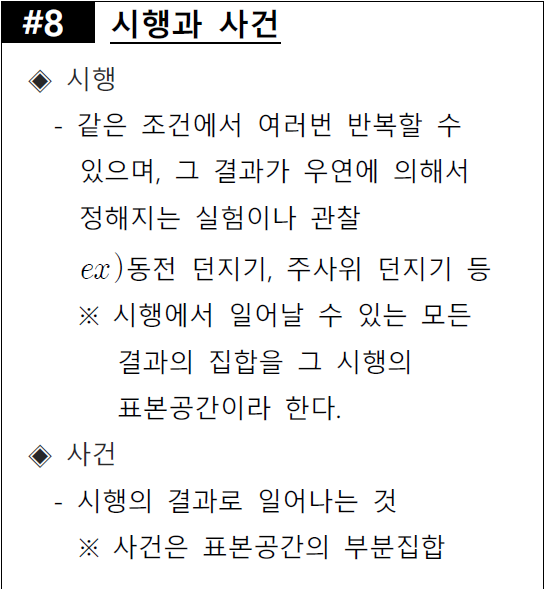 #8 시행과 사건
◈ 시행
- 같은 조건에서 여러번 반복할 수
있으며, 그 결과가 우연에 의해서
정해지는 실험이나 관찰
ex)동전 던지기, 주사위 던지기 등
※ 시행에서 일어날 수 있는 모든
결과의 집합을 그 시행의
표본공간이라 한다.
◈ 사건
- 시행의 결과로 일어나는 것
※ 사건은 표본공간의 부분집합